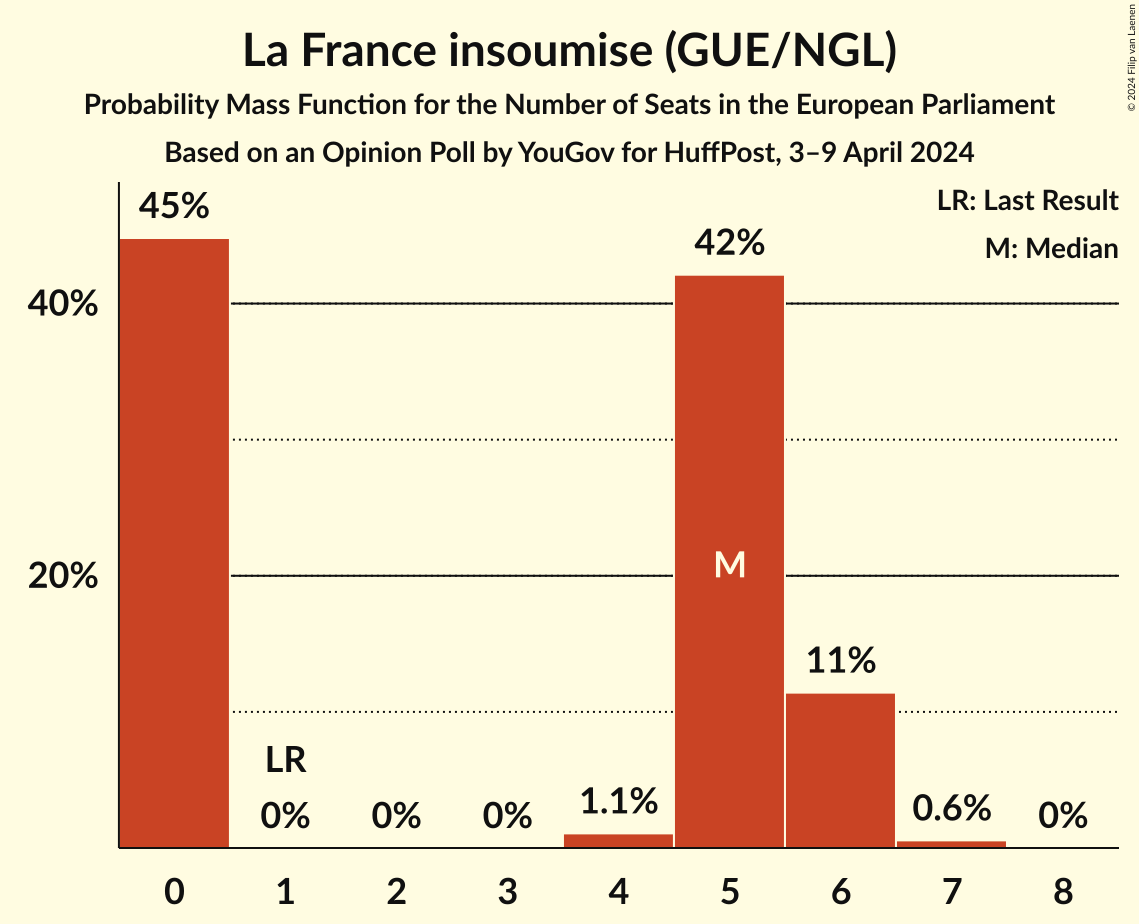 La France insoumise (GUE/NGL)
Probability Mass Function for the Number of Seats in the European Parliament
Based on an Opinion Poll by YouGov for HuffPost, 3–9 April 2024
© 2024 Filip van Laenen
LR: Last Result
M: Median
45%
42%
40%
M
20%
11%
LR
0%
0%
0%
1.1%
0.6%
0%
0
1
2
3
4
5
6
7
8